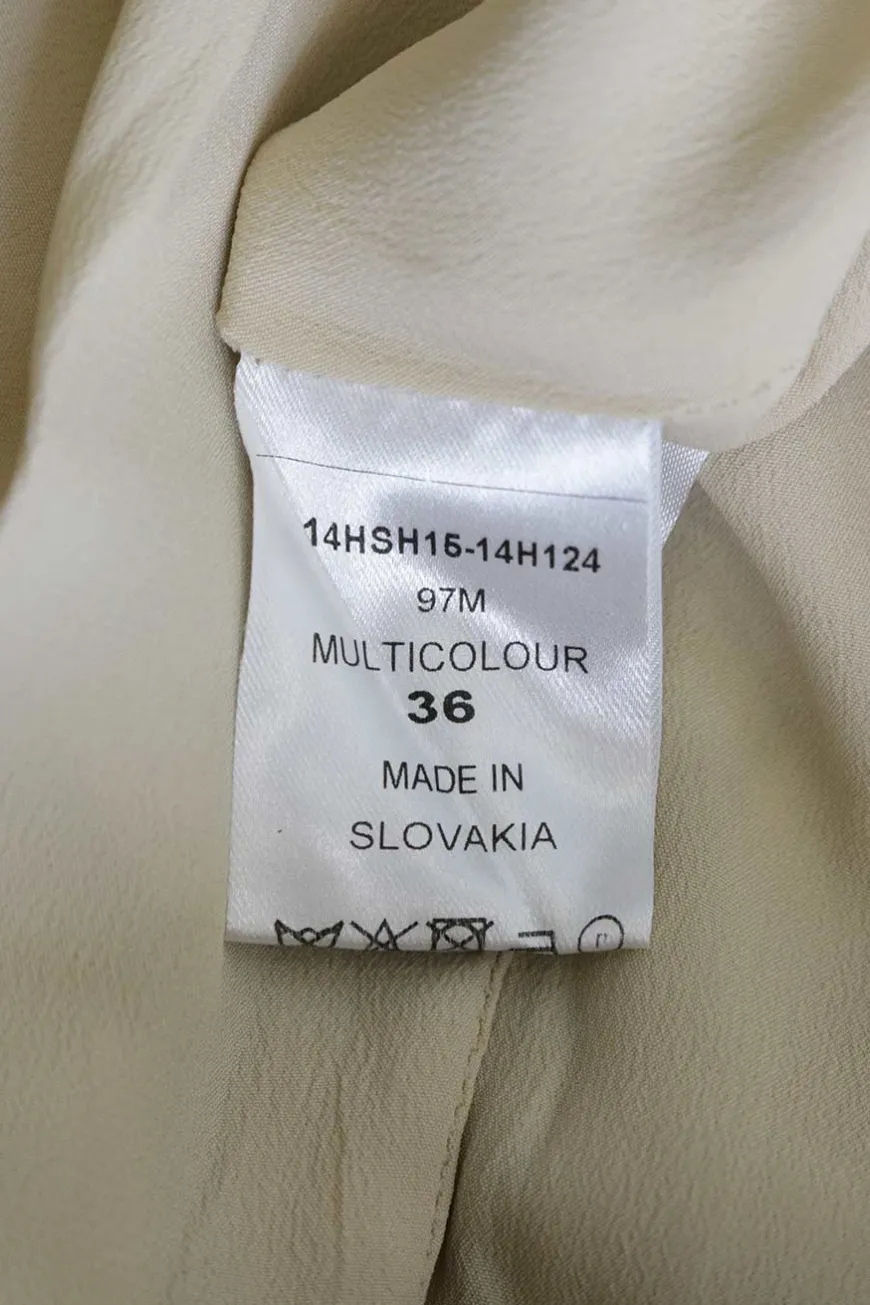 14HSH15-14H124
97M
MULTICOLOUR
36
MADE IN
SLOVAKIA